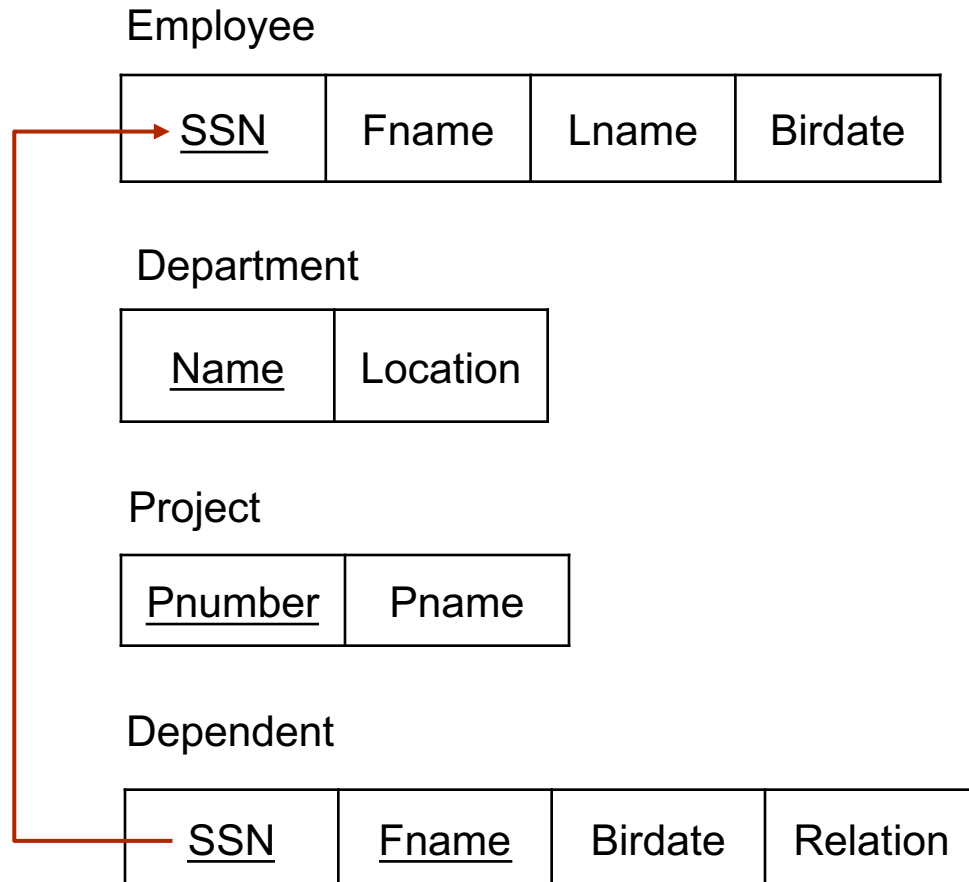 Employee
SSN Fname Lname Birdate
Department
Name Location
Project
Pnumber Pname
Dependent
SSN Fname Birdate Relation